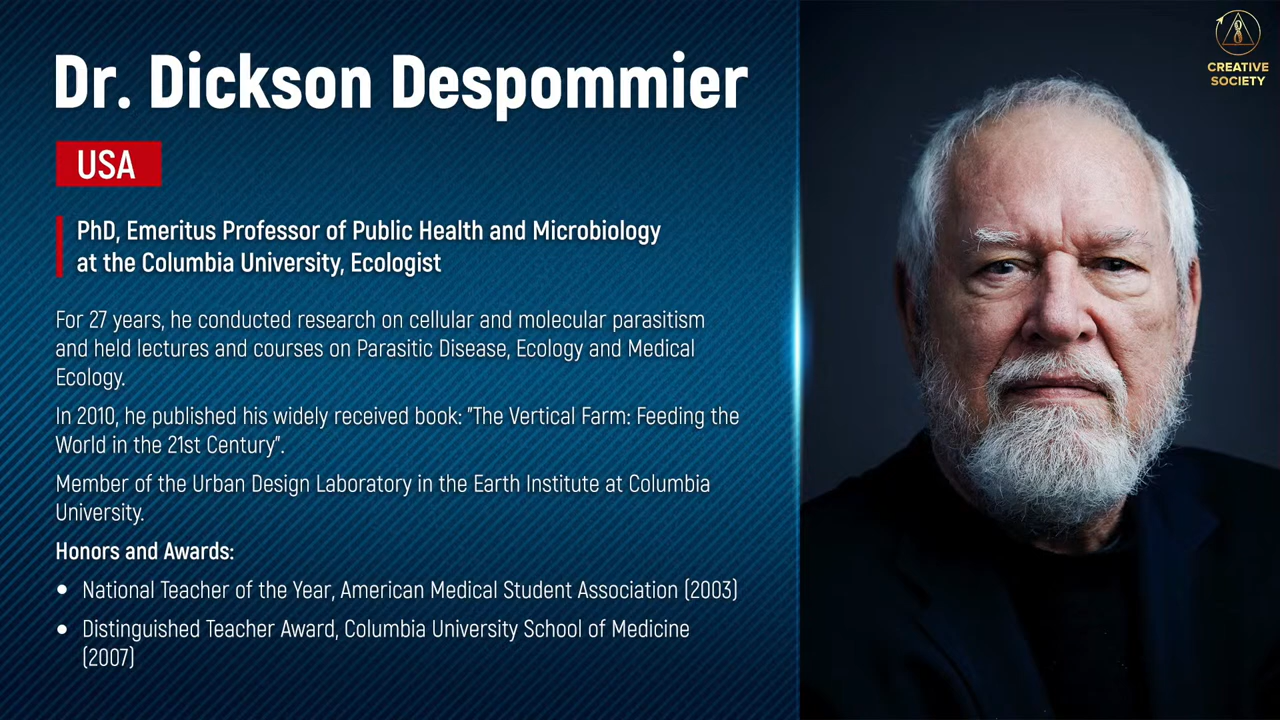 Dr. Dickson Despommier
USA
PhD, Emeritus Professor of Public Health and Microbiology
at the Columbia University, Ecologist
For 27 years, he conducted research on cellular and molecular parasitism
and held lectures and courses on Parasitic Disease, Ecology and Medical
Ecology.
In 2010, he published his widely received book: "The Vertical Farm: Feeding the
World in the 21st Century".
Member of the Urban Design Laboratory in the Earth Institute at Columbia
University.
Honors and Awards:
• National Teacher of the Year, American Medical Student Association (2003)
• Distinguished Teacher Award, Columbia University School of Medicine
(2007)
CREATIVE
SOCIETY